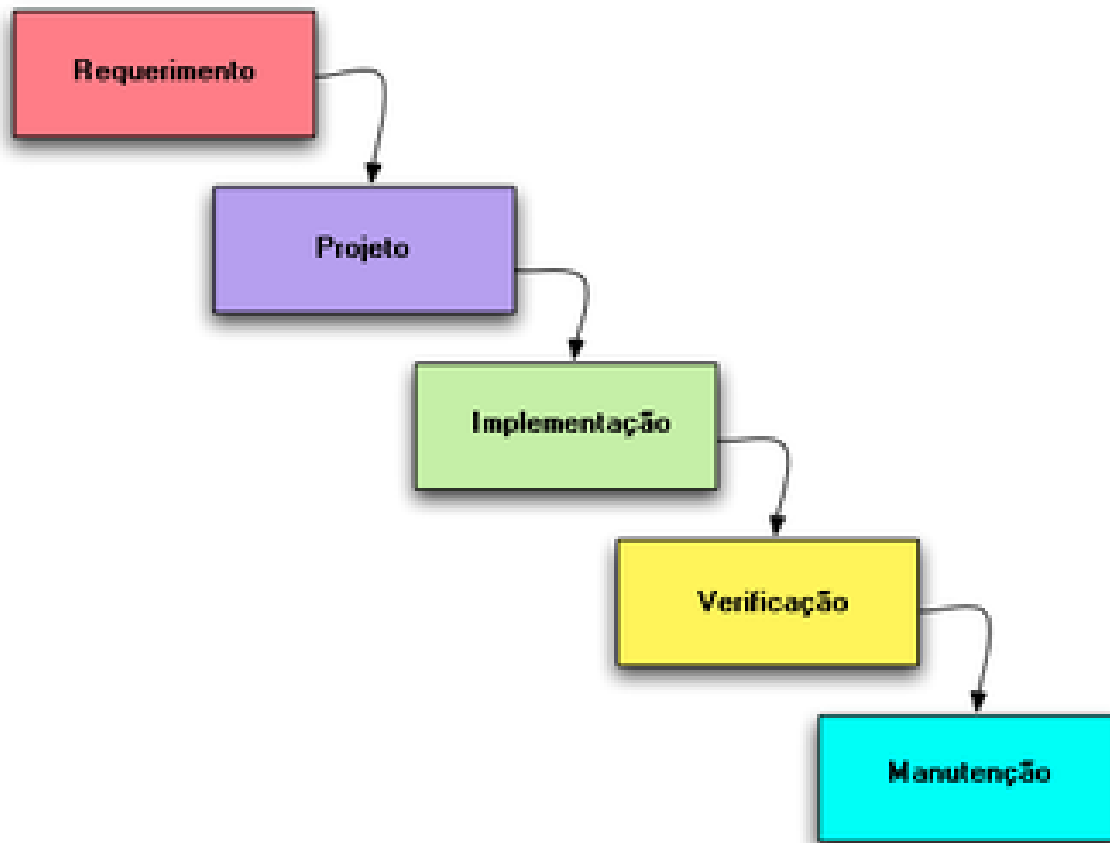 Requerimento
Projeto
Implementação
Verificação
Manutenção